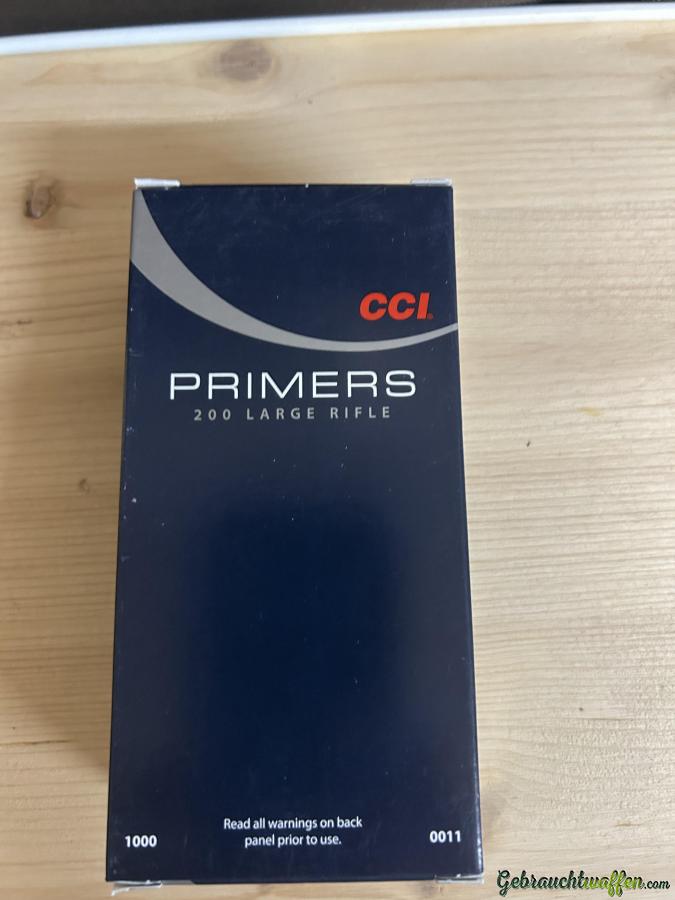 CCI®
PRIMERS
200 LARGE RIFLE
Read all warnings on back
panel prior to use.
1000
0011
Gebrauchtwaffen.com